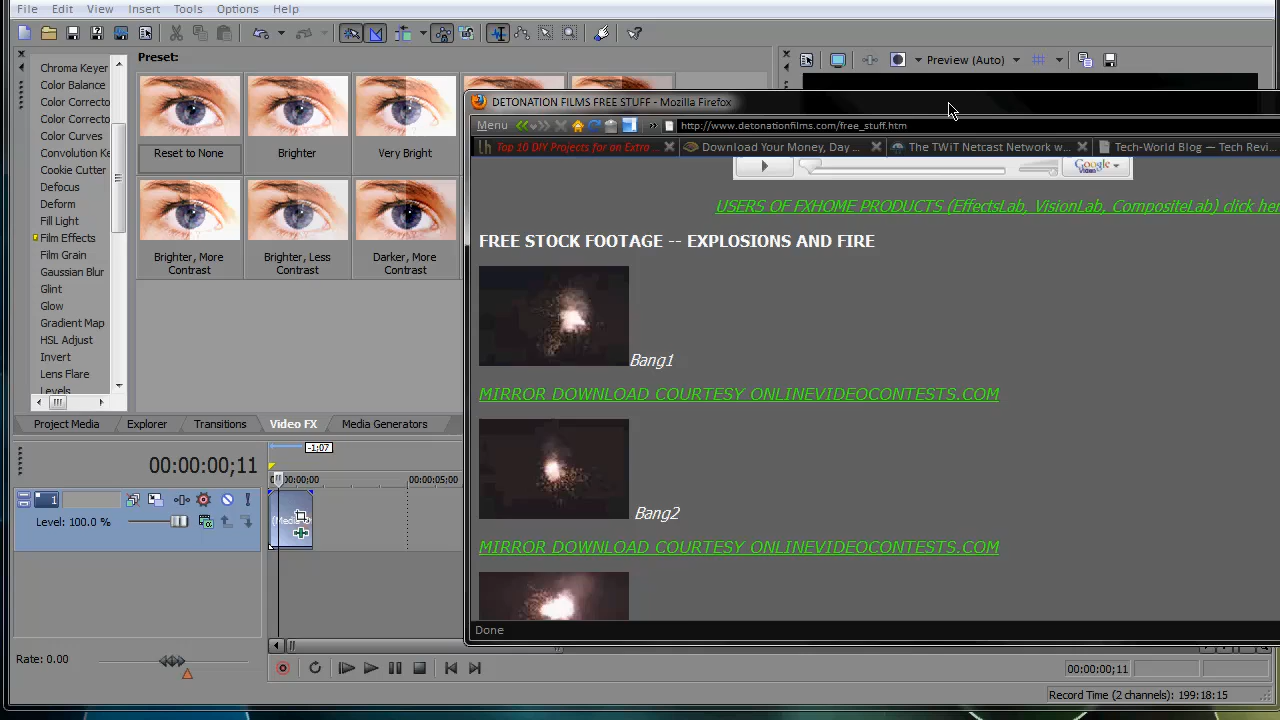 File Edit View Insert Tools Options Help
Preset:
Chroma Keyer
Color Balance
Color Correcto
Color Correcto
Color Curves
Convolution Ke
Cookie Cutter
Defocus
Deform
Fill Light
Film Effects
Film Grain
Gaussian Blur
Glint
Glow
Gradient Map
HSL Adjust
Invert
Lens Flare
Levels
Reset to None
Brighter
Very Bright
Brighter, More Contrast
Brighter, Less Contrast
Darker, More Contrast
Preview (Auto)
DETONATION FILMS FREE STUFF - Mozilla Firefox
Menu
http://www.detonationfilms.com/free_stuff.htm
Top 10 DIY Projects for an Extra
Download Your Money, Day ...
The TWiT Netcast Network w...
Tech-World Blog — Tech Revi...
Google
USERS OF FXHOME PRODUCTS (EffectsLab, VisionLab, CompositeLab) click her
FREE STOCK FOOTAGE -- EXPLOSIONS AND FIRE
Bang1
MIRROR DOWNLOAD COURTESY ONLINEVIDEOCONTESTS.COM
Bang2
MIRROR DOWNLOAD COURTESY ONLINEVIDEOCONTESTS.COM
Done
Project Media Explorer Transitions Video FX Media Generators
-1:07
00:00:00;11
00:00:05;00
1
Level: 100.0 %
Rate: 0.00
00:00:00;11
Record Time (2 channels): 199:18:15